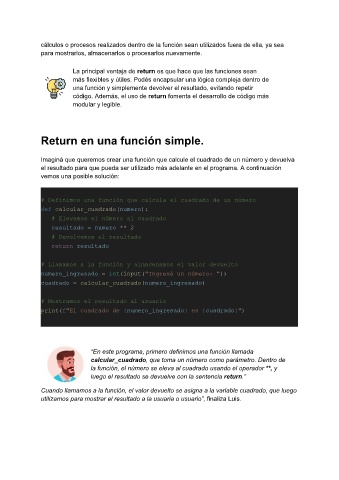 cálculos o procesos realizados dentro de la función sean utilizados fuera de ella, ya sea
para mostrarlos, almacenarlos o procesarlos nuevamente.
La principal ventaja de return es que hace que las funciones sean
más flexibles y útiles. Podés encapsular una lógica compleja dentro de
una función y simplemente devolver el resultado, evitando repetir
código. Además, el uso de return fomenta el desarrollo de código más
modular y legible.
Return en una función simple.
Imaginá que queremos crear una función que calcule el cuadrado de un número y devuelva
el resultado para que pueda ser utilizado más adelante en el programa. A continuación
vemos una posible solución:
# Definimos una función que calcula el cuadrado de un número
def calcular_cuadrado(numero):
# Elevamos el número al cuadrado
resultado = numero ** 2
# Devolvemos el resultado
return resultado
# Llamamos a la función y almacenamos el valor devuelto
numero_ingresado = int(input("Ingresá un número: "))
cuadrado = calcular_cuadrado(numero_ingresado)
# Mostramos el resultado al usuario
print(f"El cuadrado de {numero_ingresado} es {cuadrado}")
"En este programa, primero definimos una función llamada
calcular_cuadrado, que toma un número como parámetro. Dentro de
la función, el número se eleva al cuadrado usando el operador **, y
luego el resultado se devuelve con la sentencia return."
Cuando llamamos a la función, el valor devuelto se asigna a la variable cuadrado, que luego
utilizamos para mostrar el resultado a la usuaria o usuario", finaliza Luis.